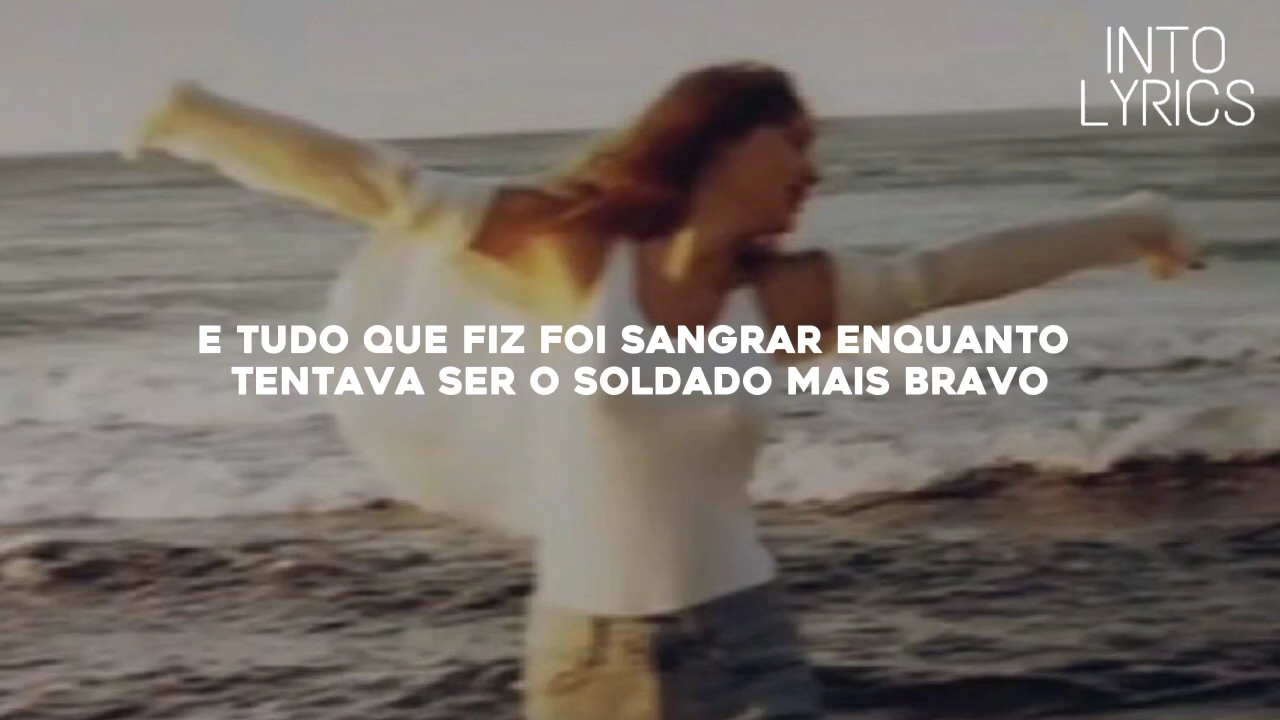 INTO
LYRICS
E TUDO QUE FIZ FOI SANGRAR ENQUANTO
TENTAVA SER O SOLDADO MAIS BRAVO